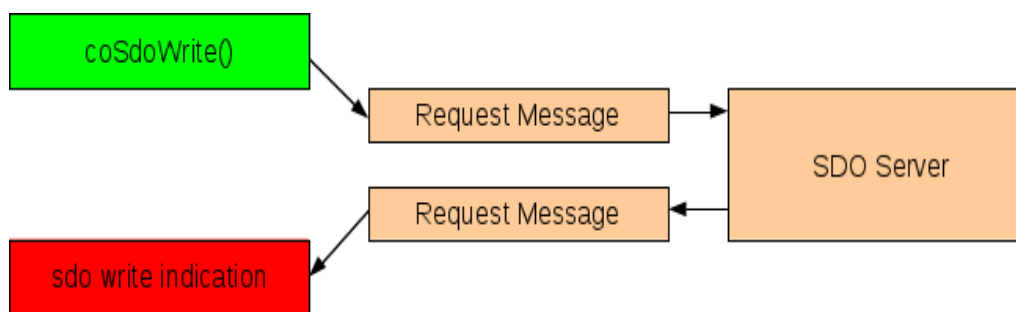 coSdoWrite()
Request Message
SDO Server
Request Message
sdo write indication